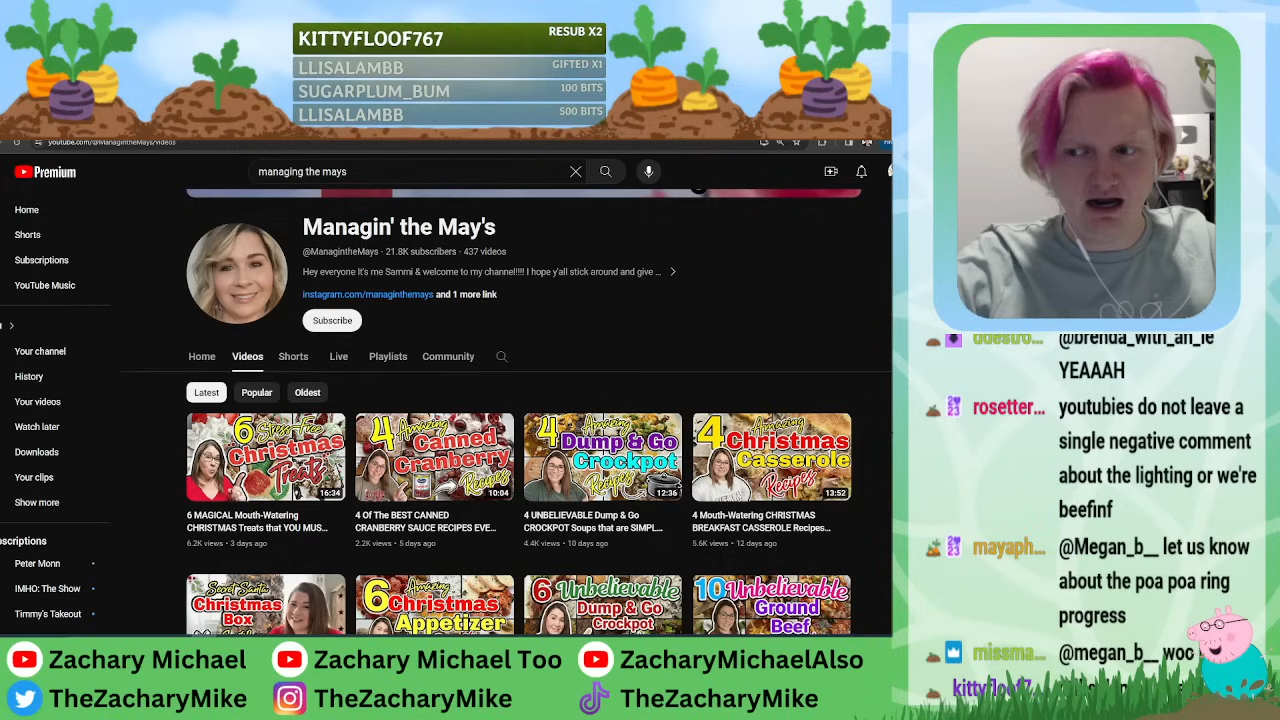 KITTYFLOOF767 RESUB X2
LLISALAMBB GIFTED X1
SUGARPLUM_BUM 100 BITS
LLISALAMBB 500 BITS
youtube.com/@ManagintheMays/videos
Premium
managing the mays
Home
Shorts
Subscriptions
YouTube Music
Your channel
History
Your videos
Watch later
Downloads
Your clips
Show more
scriptions
Peter Monn
IMHO: The Show
Timmy's Takeout
Managin' the May's
@ManagintheMays · 21.8K subscribers · 437 videos
Hey everyone It's me Sammi & welcome to my channel!!!! I hope y'all stick around and give ...
instagram.com/managinthemays and 1 more link
Subscribe
Home Videos Shorts Live Playlists Community
Latest Popular Oldest
6 Stress-Free Christmas Treats
16:34
4 Amazing Canned Cranberry Recipes
10:04
4 Amazing Dump & Go Crockpot Recipes
12:36
4 Amazing Christmas Casserole Recipes
13:52
6 MAGICAL Mouth-Watering
CHRISTMAS Treats that YOU MUS...
6.2K views · 3 days ago
4 Of The BEST CANNED
CRANBERRY SAUCE RECIPES EVE...
2.2K views · 5 days ago
4 UNBELIEVABLE Dump & Go
CROCKPOT Soups that are SIMPL...
4.4K views · 10 days ago
4 Mouth-Watering CHRISTMAS
BREAKFAST CASSEROLE Recipes...
5.6K views · 12 days ago
Secret Santa Christmas Box
6 Amazing Christmas Appetizer
6 Unbelievable Dump & Go Crockpot
10 Unbelievable Ground Beef
ddestro... @brenda_with_an_ie
YEAAAH
rosetter... youtubies do not leave a
single negative comment
about the lighting or we're
beefinf
mayaph... @Megan_b__ let us know
about the poa poa ring
progress
missma... @megan_b__ woo
kittyfloof7
Zachary Michael
Zachary Michael Too
ZacharyMichaelAlso
TheZacharyMike
TheZacharyMike
TheZacharyMike